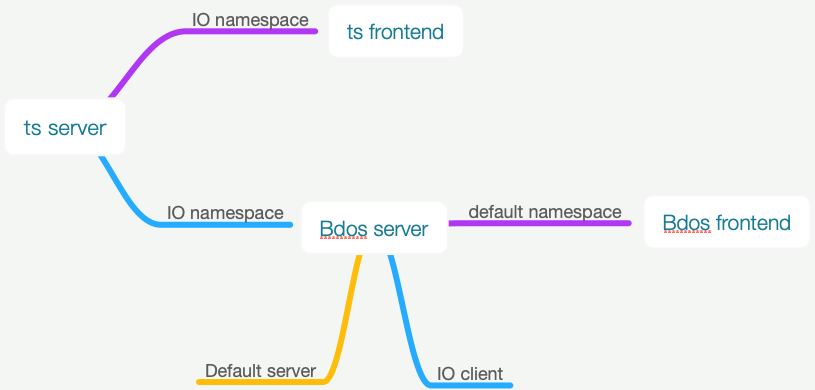 IO namespace
ts frontend
ts server
IO namespace
Bdos server
default namespace
Bdos frontend
Default server
IO client